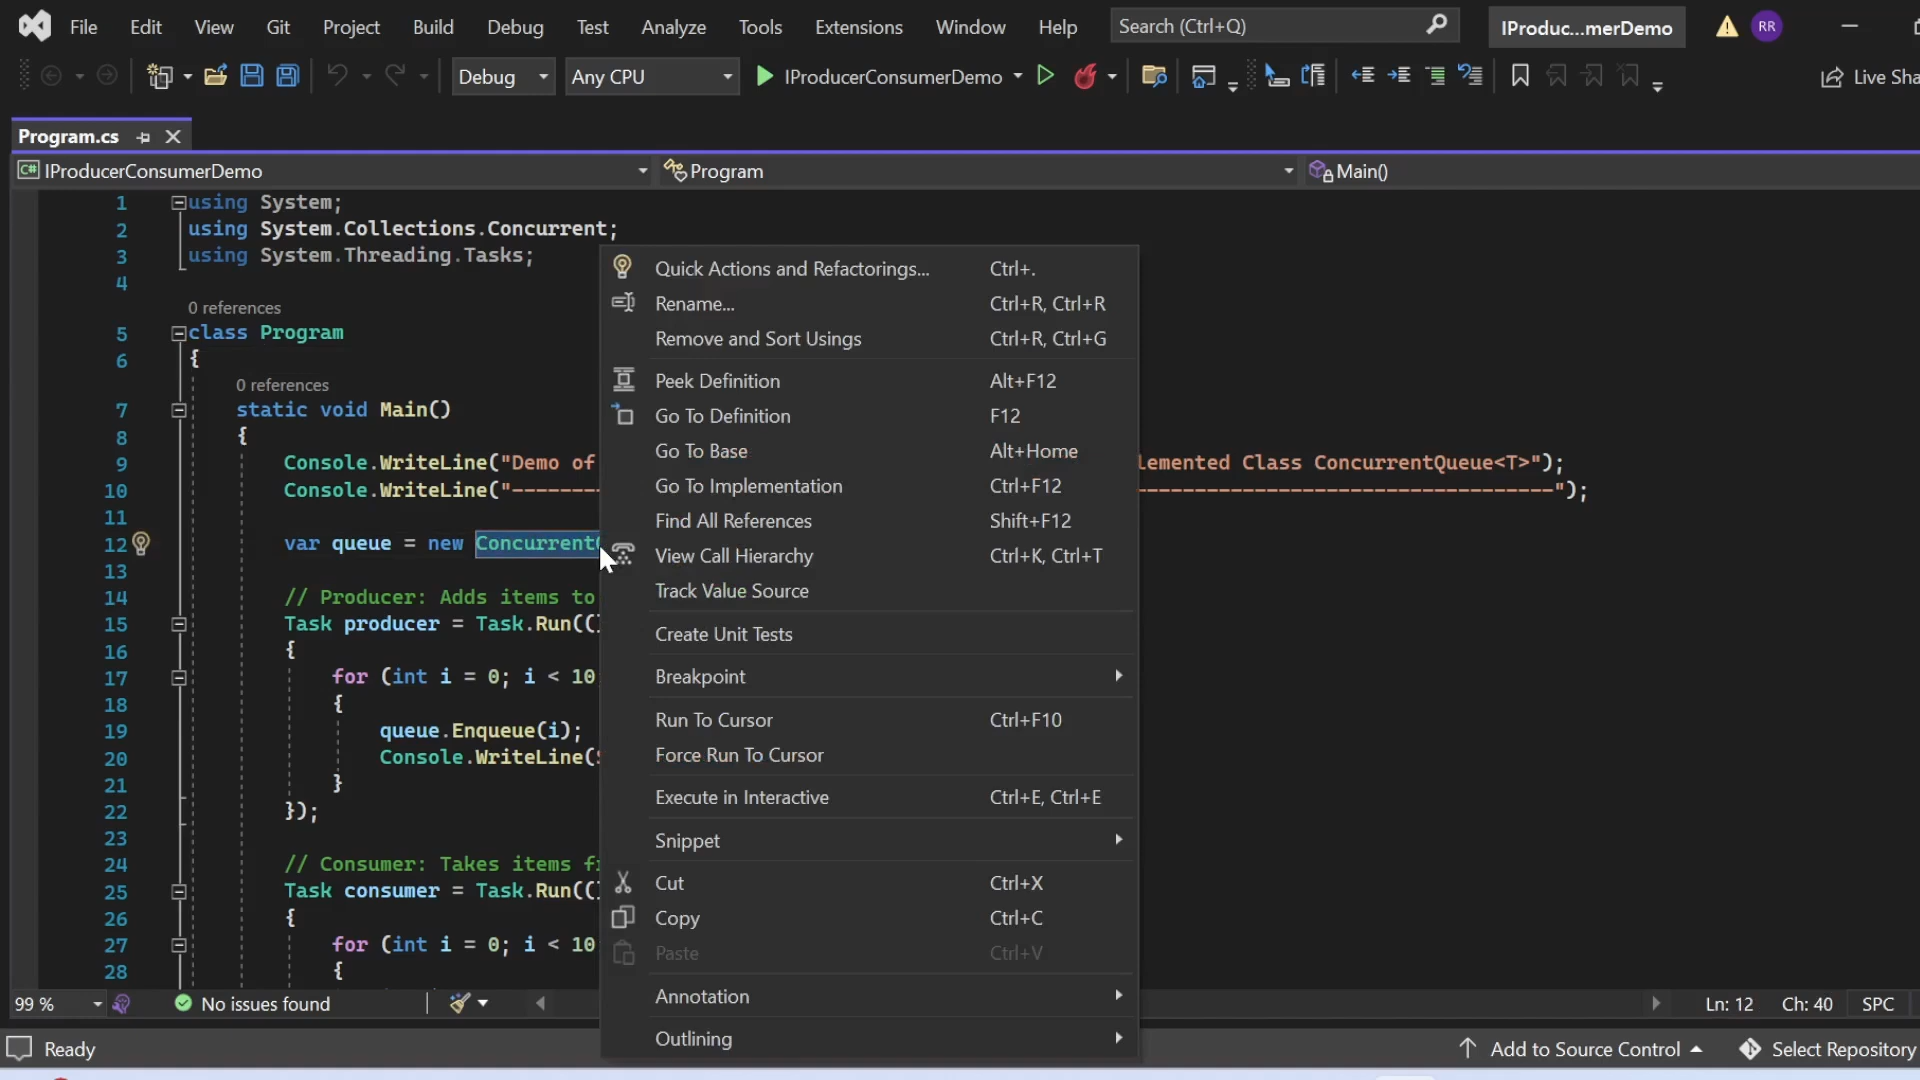 File Edit View Git Project Build Debug Test Analyze Tools Extensions Window Help Search (Ctrl+Q) IProduc...merDemo RR
Debug Any CPU IProducerConsumerDemo Live Sha
Program.cs
C# IProducerConsumerDemo Program Main()
1 using System;
2 using System.Collections.Concurrent;
3 using System.Threading.Tasks;
4
0 references
5 class Program
6 {
0 references
7 static void Main()
8 {
9 Console.WriteLine("Demo of lemented Class ConcurrentQueue<T>");
10 Console.WriteLine("-------- -----------------------------------");
11
12 var queue = new Concurrent
13
14 // Producer: Adds items to
15 Task producer = Task.Run((
16 {
17 for (int i = 0; i < 10
18 {
19 queue.Enqueue(i);
20 Console.WriteLine(
21 }
22 });
23
24 // Consumer: Takes items f
25 Task consumer = Task.Run((
26 {
27 for (int i = 0; i < 10
28 {
Quick Actions and Refactorings... Ctrl+.
Rename... Ctrl+R, Ctrl+R
Remove and Sort Usings Ctrl+R, Ctrl+G
Peek Definition Alt+F12
Go To Definition F12
Go To Base Alt+Home
Go To Implementation Ctrl+F12
Find All References Shift+F12
View Call Hierarchy Ctrl+K, Ctrl+T
Track Value Source
Create Unit Tests
Breakpoint
Run To Cursor Ctrl+F10
Force Run To Cursor
Execute in Interactive Ctrl+E, Ctrl+E
Snippet
Cut Ctrl+X
Copy Ctrl+C
Paste Ctrl+V
Annotation
Outlining
99 % No issues found Ln: 12 Ch: 40 SPC
Ready Add to Source Control Select Repository